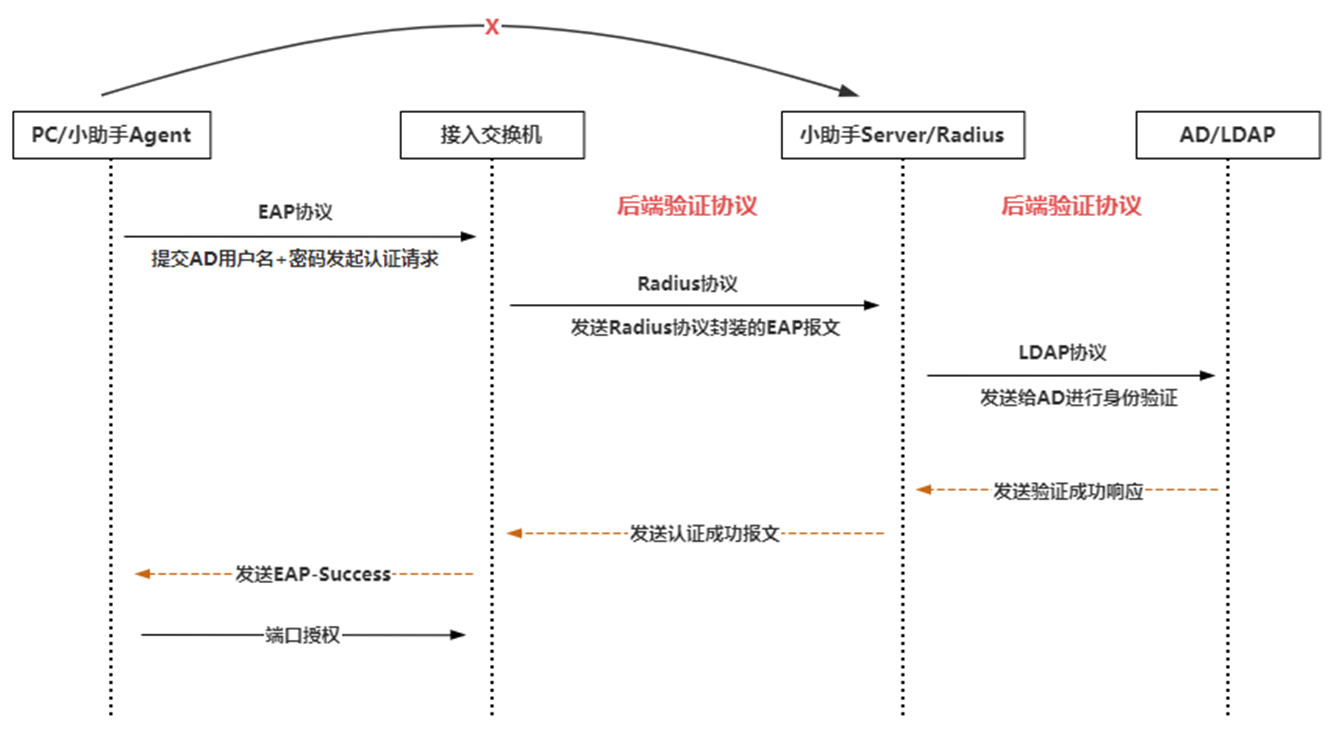 X
PC/小助手Agent
接入交换机
小助手Server/Radius
AD/LDAP
EAP协议
后端验证协议
后端验证协议
提交AD用户名+密码发起认证请求
Radius协议
发送Radius协议封装的EAP报文
LDAP协议
发送给AD进行身份验证
发送验证成功响应
发送认证成功报文
发送EAP-Success
端口授权